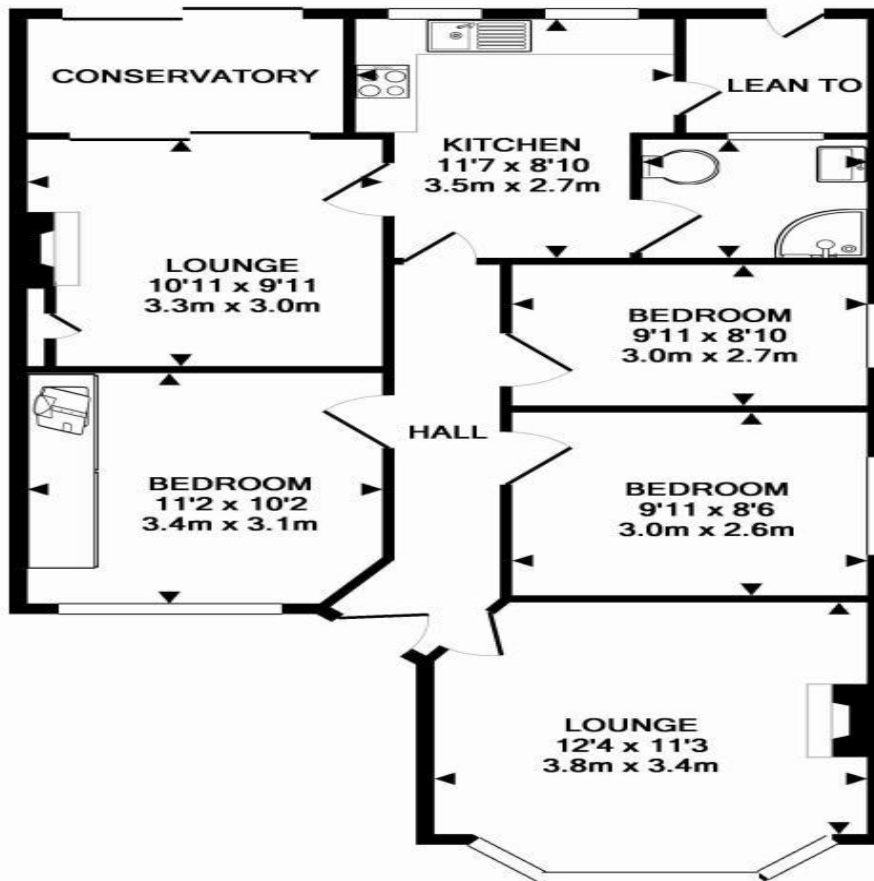 CONSERVATORY
LEAN TO
KITCHEN
11'7 x 8'10
3.5m x 2.7m
LOUNGE
10'11 x 9'11
3.3m x 3.0m
BEDROOM
9'11 x 8'10
3.0m x 2.7m
HALL
BEDROOM
11'2 x 10'2
3.4m x 3.1m
BEDROOM
9'11 x 8'6
3.0m x 2.6m
LOUNGE
12'4 x 11'3
3.8m x 3.4m